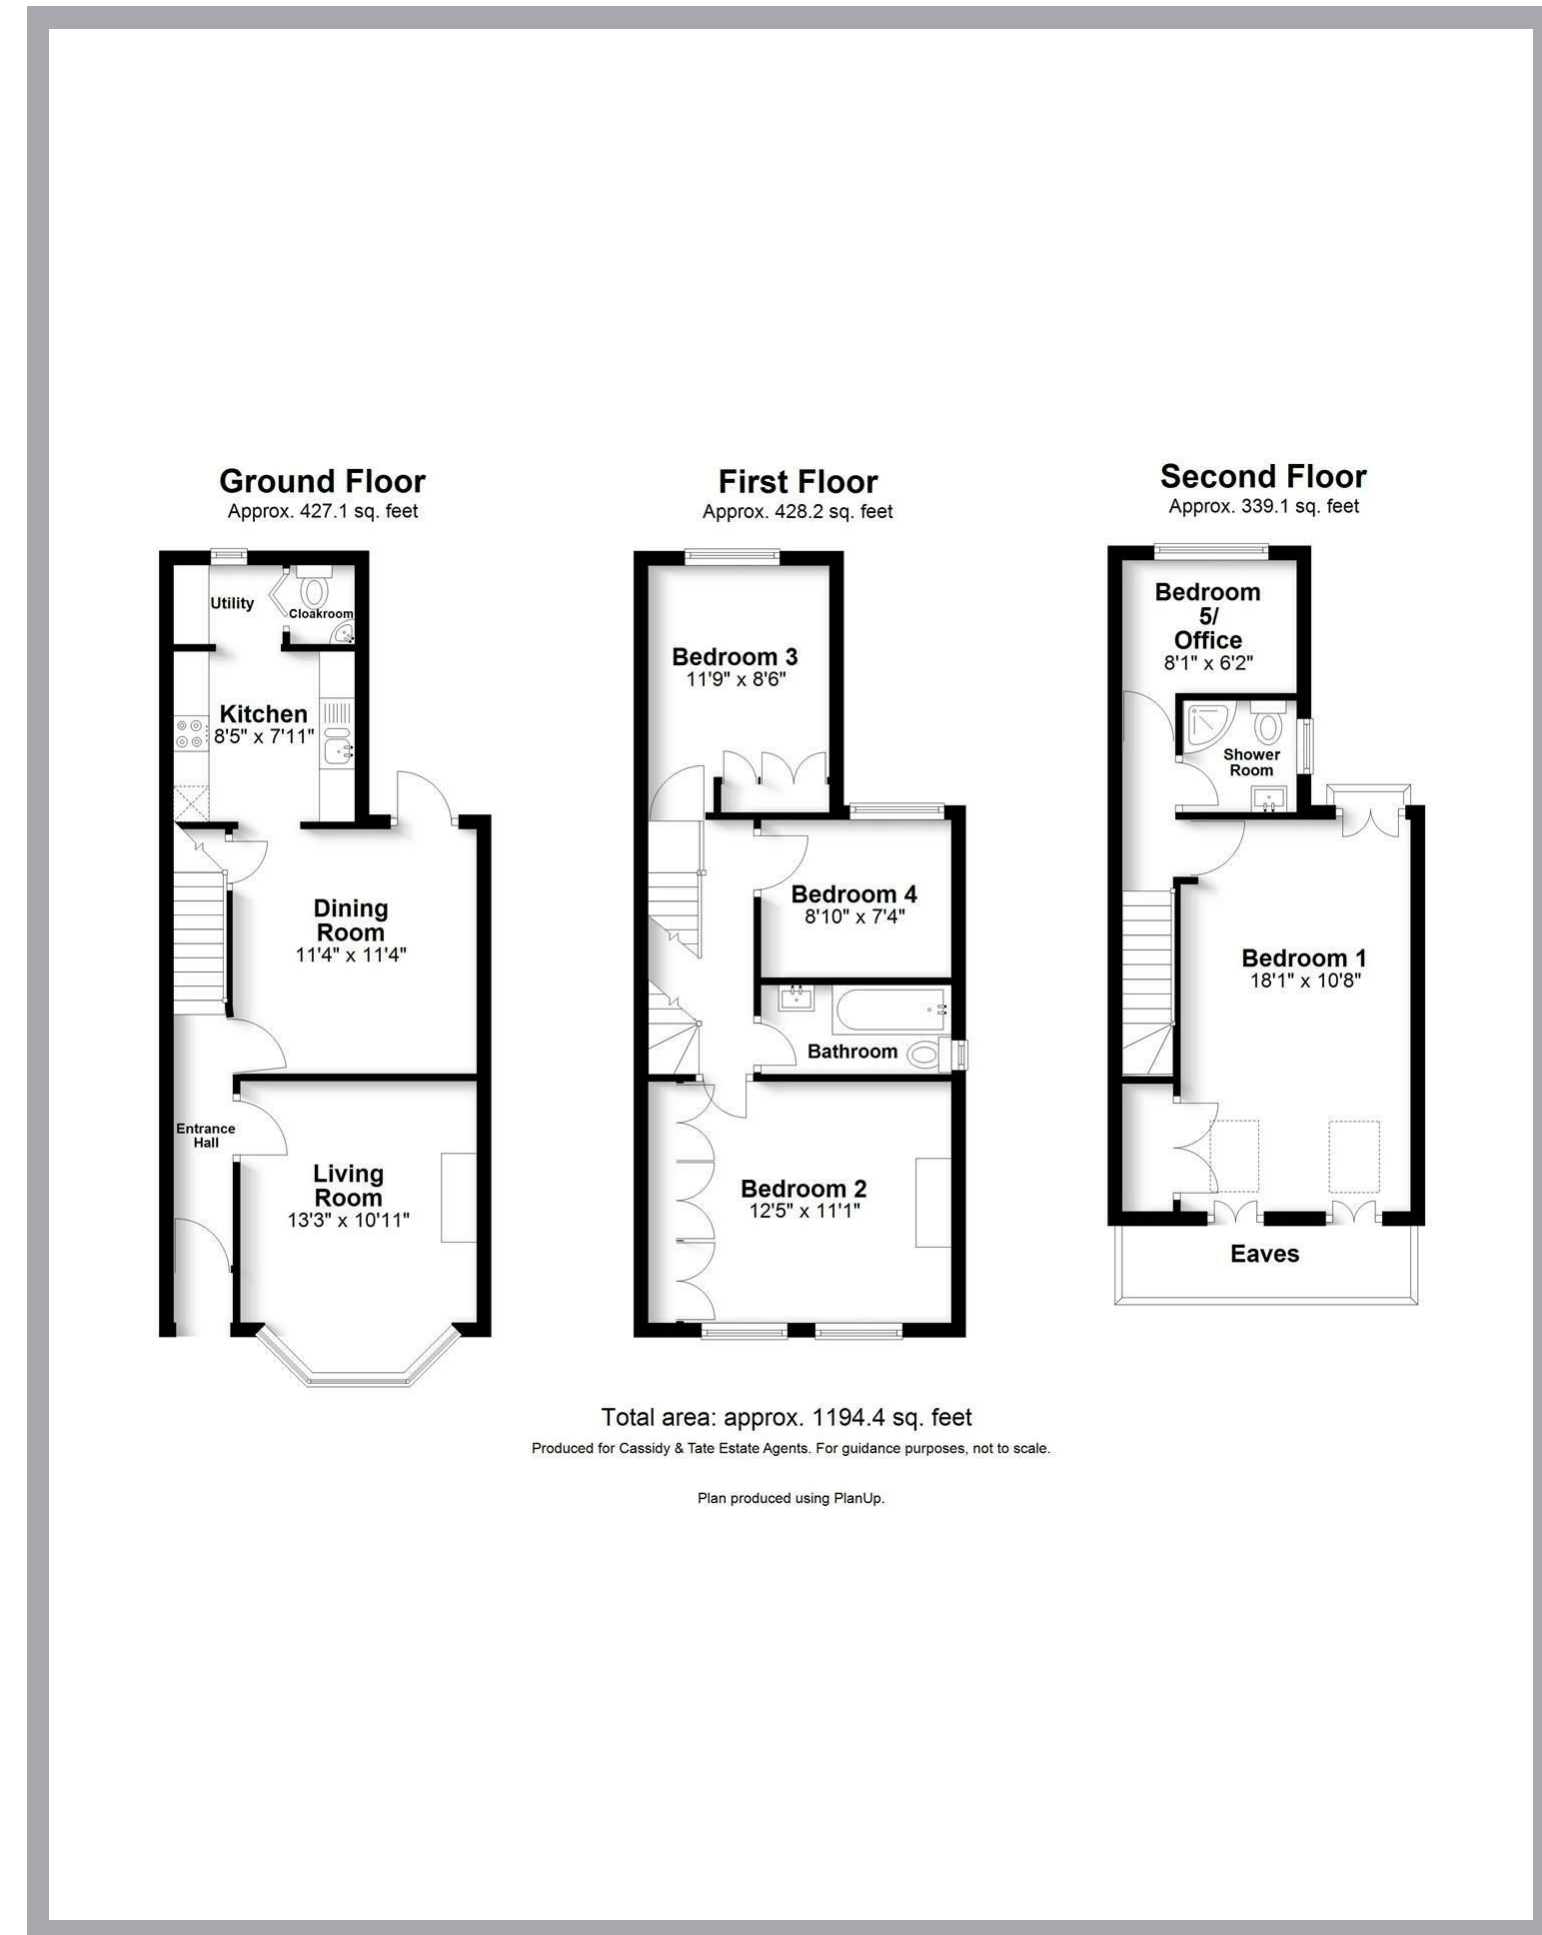 Ground Floor
Approx. 427.1 sq. feet
Utility
Cloakroom
Kitchen
8'5" x 7'11"
Dining
Room
11'4" x 11'4"
Entrance
Hall
Living
Room
13'3" x 10'11"
First Floor
Approx. 428.2 sq. feet
Bedroom 3
11'9" x 8'6"
Bedroom 4
8'10" x 7'4"
Bathroom
Bedroom 2
12'5" x 11'1"
Second Floor
Approx. 339.1 sq. feet
Bedroom
5/
Office
8'1" x 6'2"
Shower
Room
Bedroom 1
18'1" x 10'8"
Eaves
Total area: approx. 1194.4 sq. feet
Produced for Cassidy & Tate Estate Agents. For guidance purposes, not to scale.
Plan produced using PlanUp.